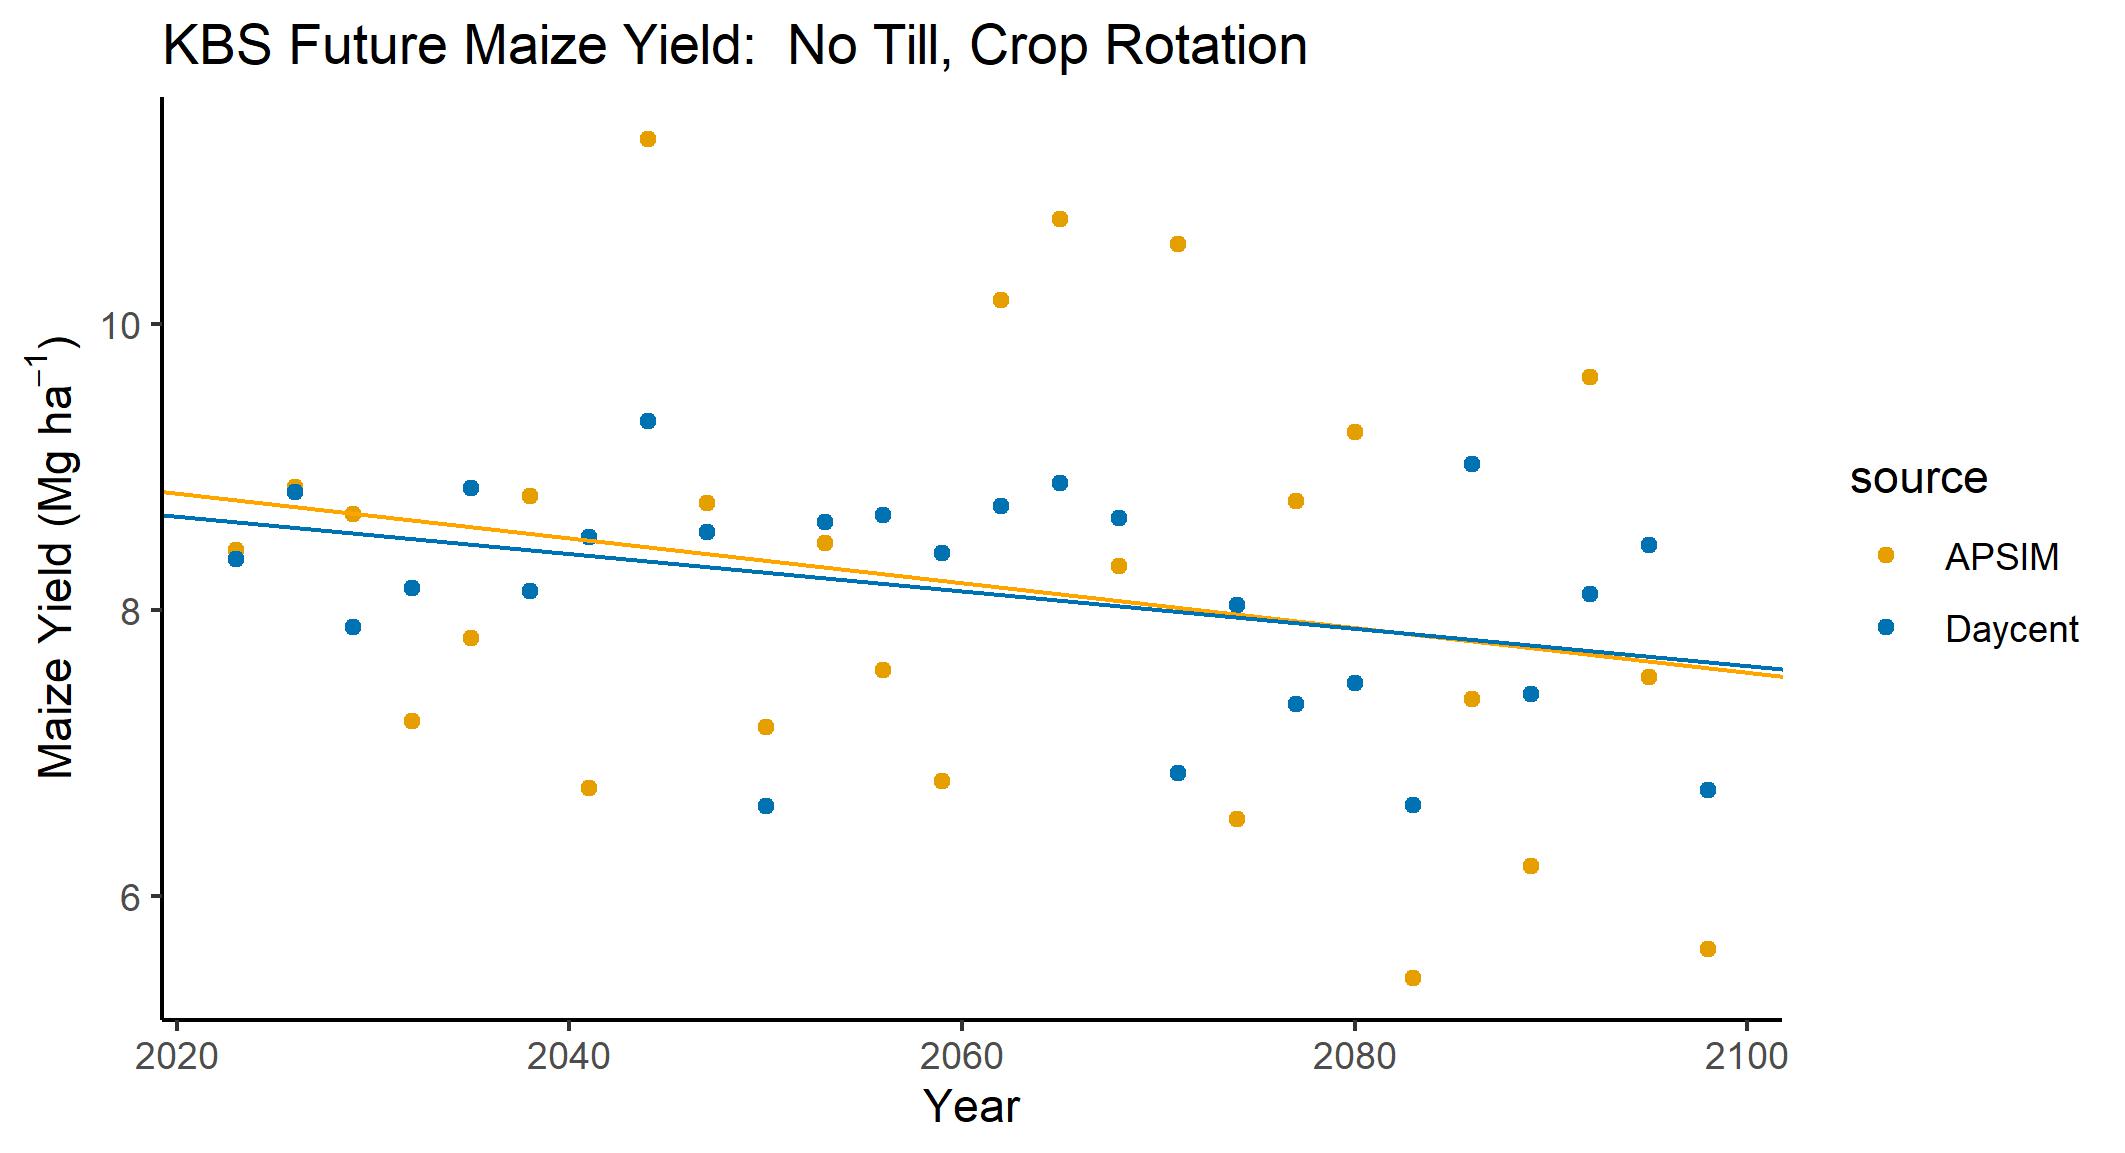 KBS Future Maize Yield:  No Till, Crop Rotation
Maize Yield (Mg ha⁻¹)
10
8
6
2020
2040
2060
2080
2100
Year
source
APSIM
Daycent